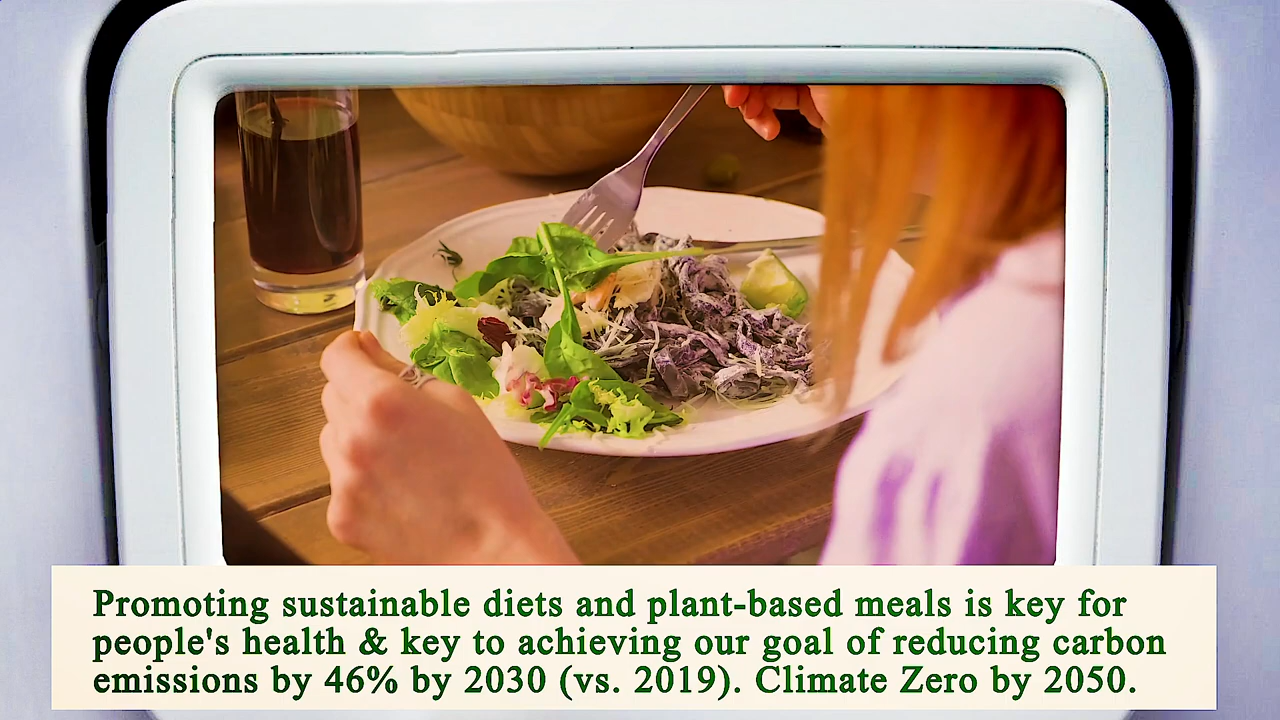 Promoting sustainable diets and plant-based meals is key for
people's health & key to achieving our goal of reducing carbon
emissions by 46% by 2030 (vs. 2019). Climate Zero by 2050.